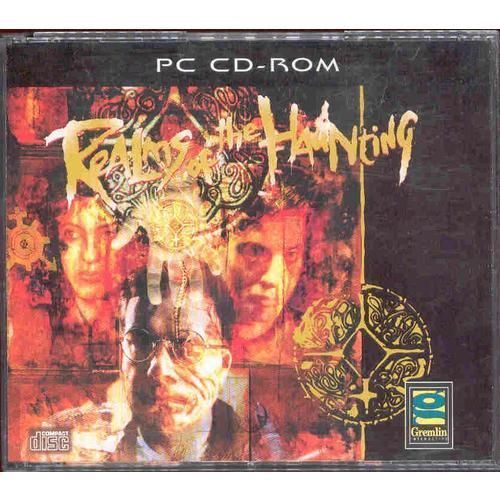 PC CD-ROM
Realms of the Haunting
COMPACT
disc
Gremlin
INTERACTIVE